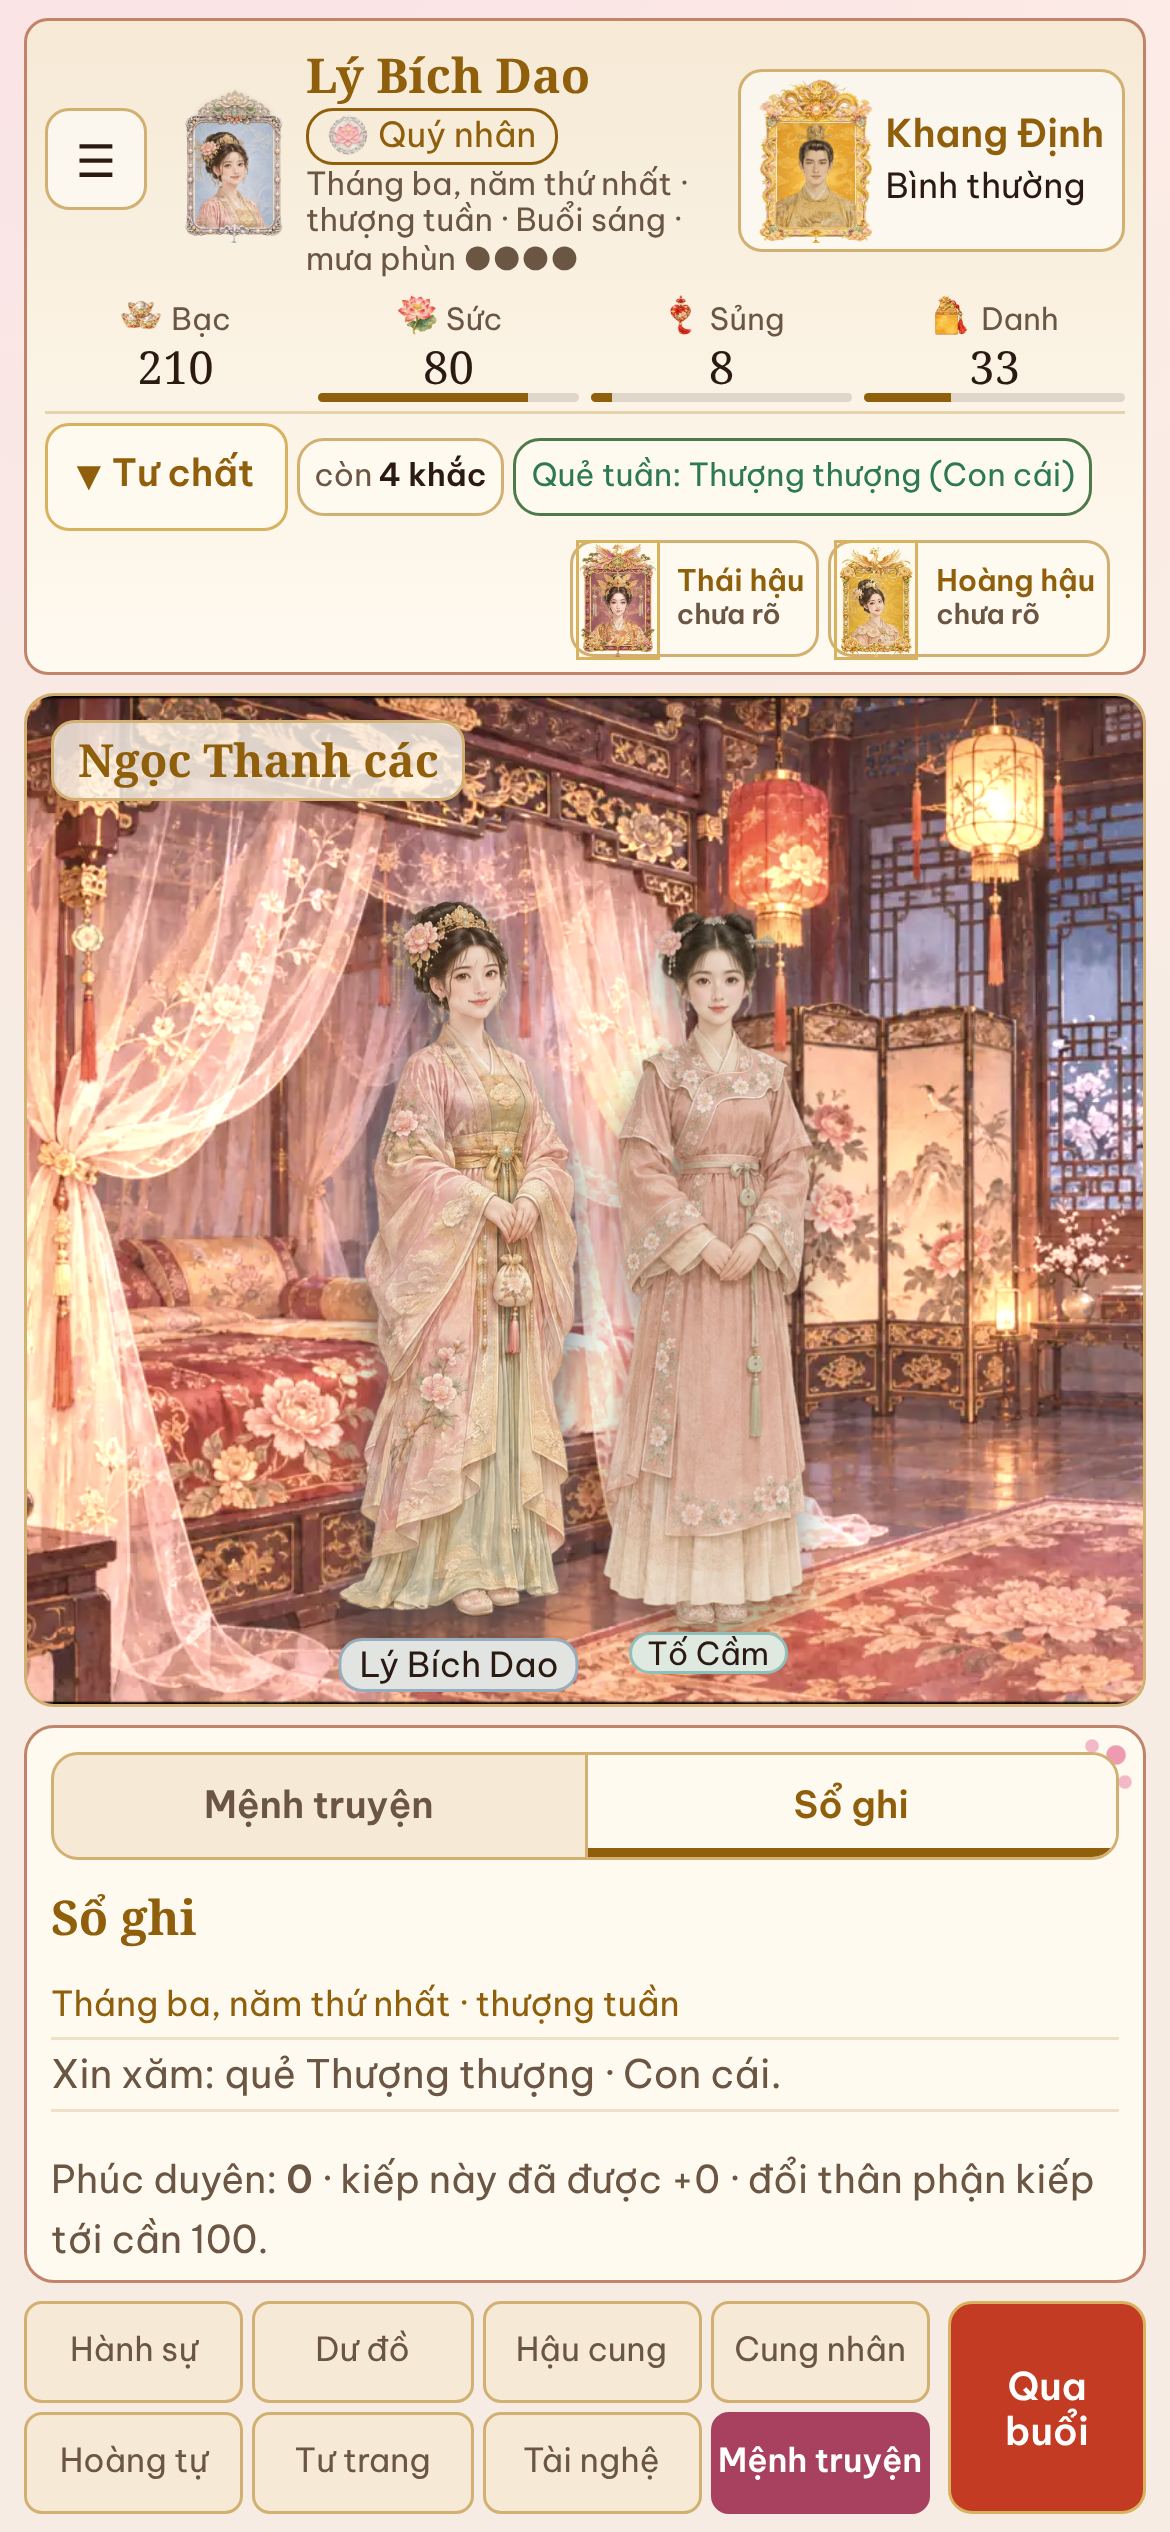 ☰
Lý Bích Dao
Quý nhân
Tháng ba, năm thứ nhất ·
thượng tuần · Buổi sáng ·
mưa phùn ●●●●
Khang Định
Bình thường
Bạc
210
Sức
80
Sủng
8
Danh
33
▼ Tư chất
còn 4 khắc
Quẻ tuần: Thượng thượng (Con cái)
Thái hậu
chưa rõ
Hoàng hậu
chưa rõ
Ngọc Thanh các
Lý Bích Dao
Tố Cầm
Mệnh truyện
Sổ ghi
Sổ ghi
Tháng ba, năm thứ nhất · thượng tuần
Xin xăm: quẻ Thượng thượng · Con cái.
Phúc duyên: 0 · kiếp này đã được +0 · đổi thân phận kiếp
tới cần 100.
Hành sự
Dư đồ
Hậu cung
Cung nhân
Qua
buổi
Hoàng tự
Tư trang
Tài nghệ
Mệnh truyện